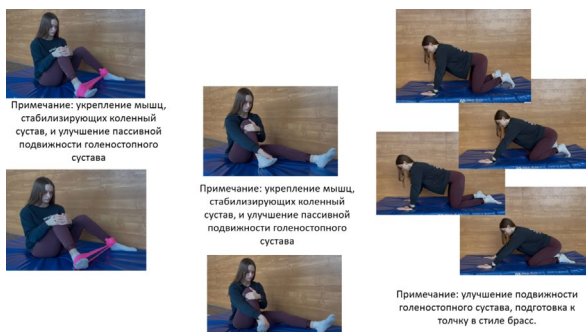 Примечание: укрепление мышц,
стабилизирующих коленный
сустав, и улучшение пассивной
подвижности голеностопного
сустава
Примечание: укрепление мышц,
стабилизирующих коленный
сустав, и улучшение пассивной
подвижности голеностопного
сустава
Примечание: улучшение подвижности
голеностопного сустава, подготовка к
толчку в стиле брасс.